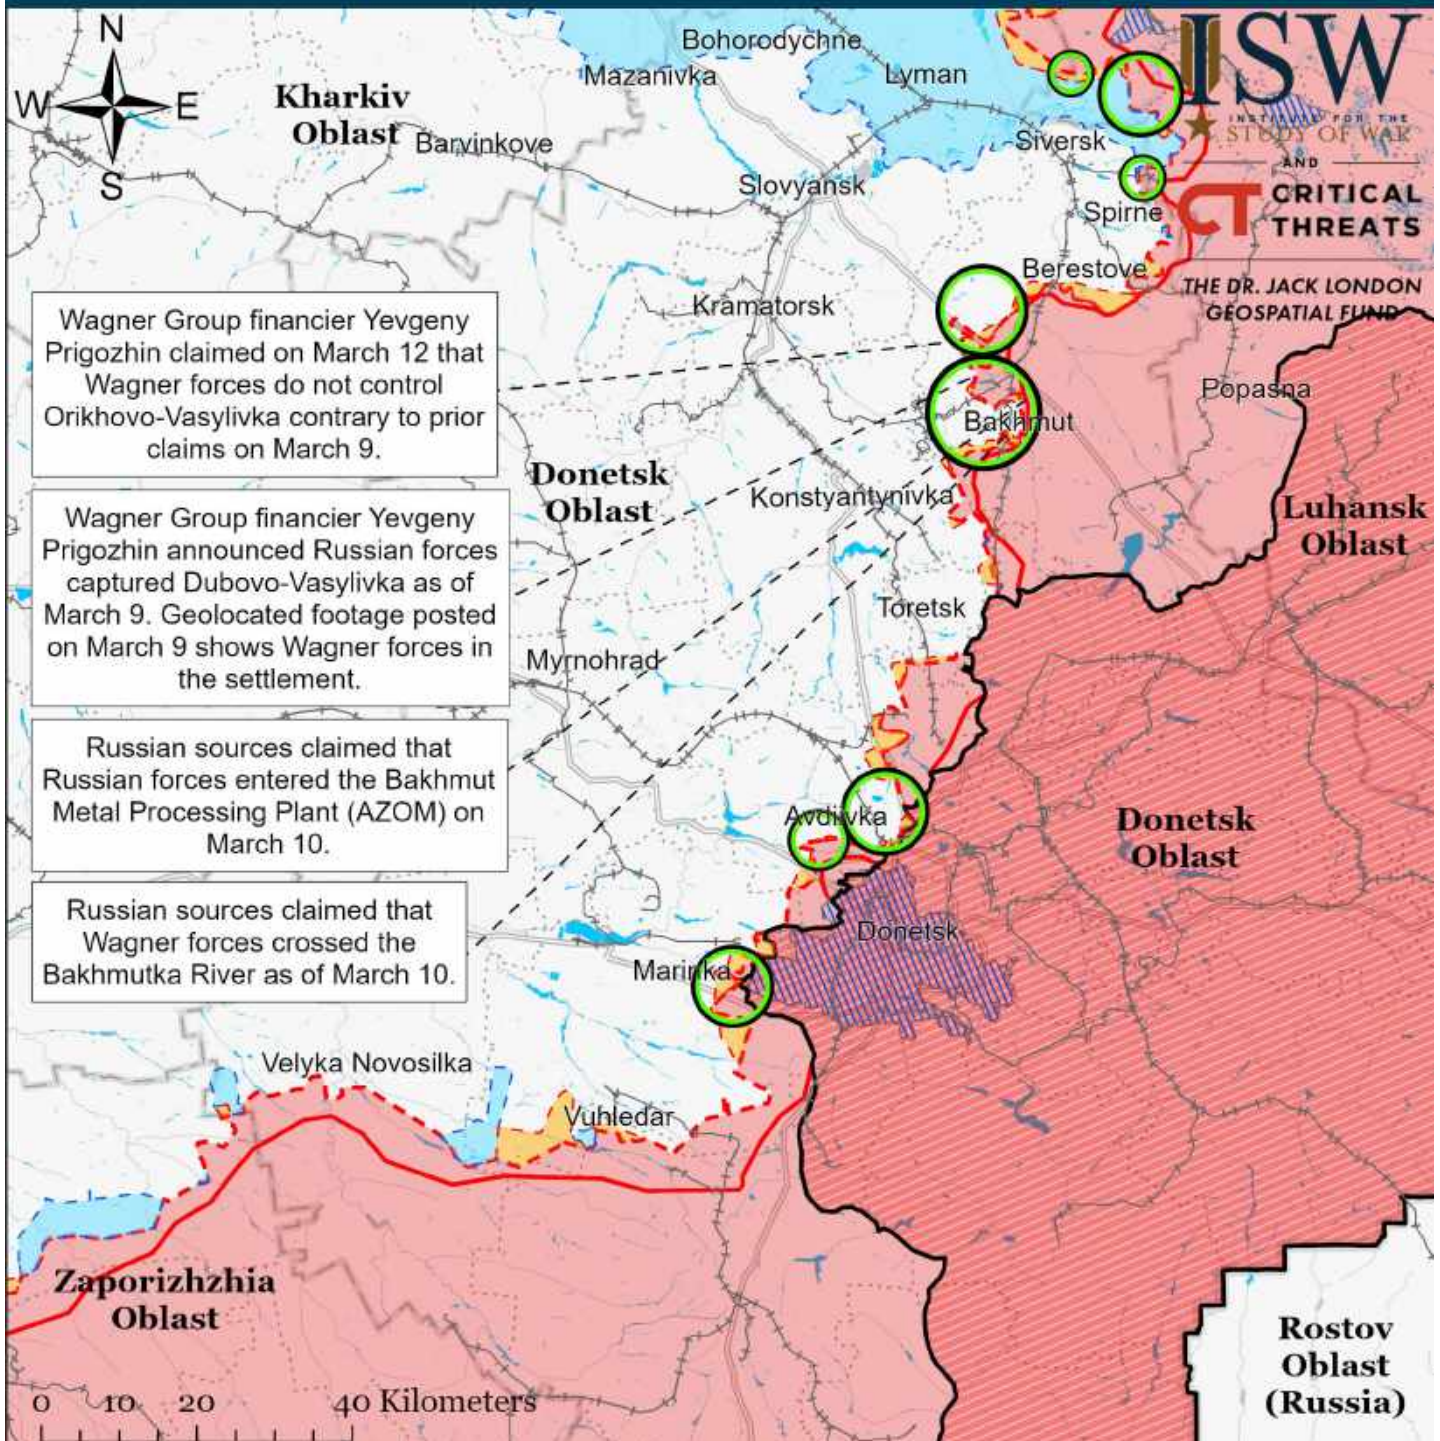 N
W
E
S
Kharkiv
Oblast
Barvinkove
Bohorodychne
Mazanivka
Lyman
Siversk
Slovyansk
Spirne
Berestove
Kramatorsk
ISW
INSTITUTE FOR THE
STUDY OF WAR
AND
CT CRITICAL
THREATS
THE DR. JACK LONDON
GEOSPATIAL FUND
Wagner Group financier Yevgeny
Prigozhin claimed on March 12 that
Wagner forces do not control
Orikhovo-Vasylivka contrary to prior
claims on March 9.
Popasna
Bakhmut
Donetsk
Oblast
Konstyantynivka
Luhansk
Oblast
Wagner Group financier Yevgeny
Prigozhin announced Russian forces
captured Dubovo-Vasylivka as of
March 9. Geolocated footage posted
on March 9 shows Wagner forces in
the settlement.
Toretsk
Myrnohrad
Russian sources claimed that
Russian forces entered the Bakhmut
Metal Processing Plant (AZOM) on
March 10.
Avdiivka
Donetsk
Oblast
Russian sources claimed that
Wagner forces crossed the
Bakhmutka River as of March 10.
Donetsk
Marinka
Velyka Novosilka
Vuhledar
Zaporizhzhia
Oblast
Rostov
Oblast
(Russia)
0 10 20 40 Kilometers